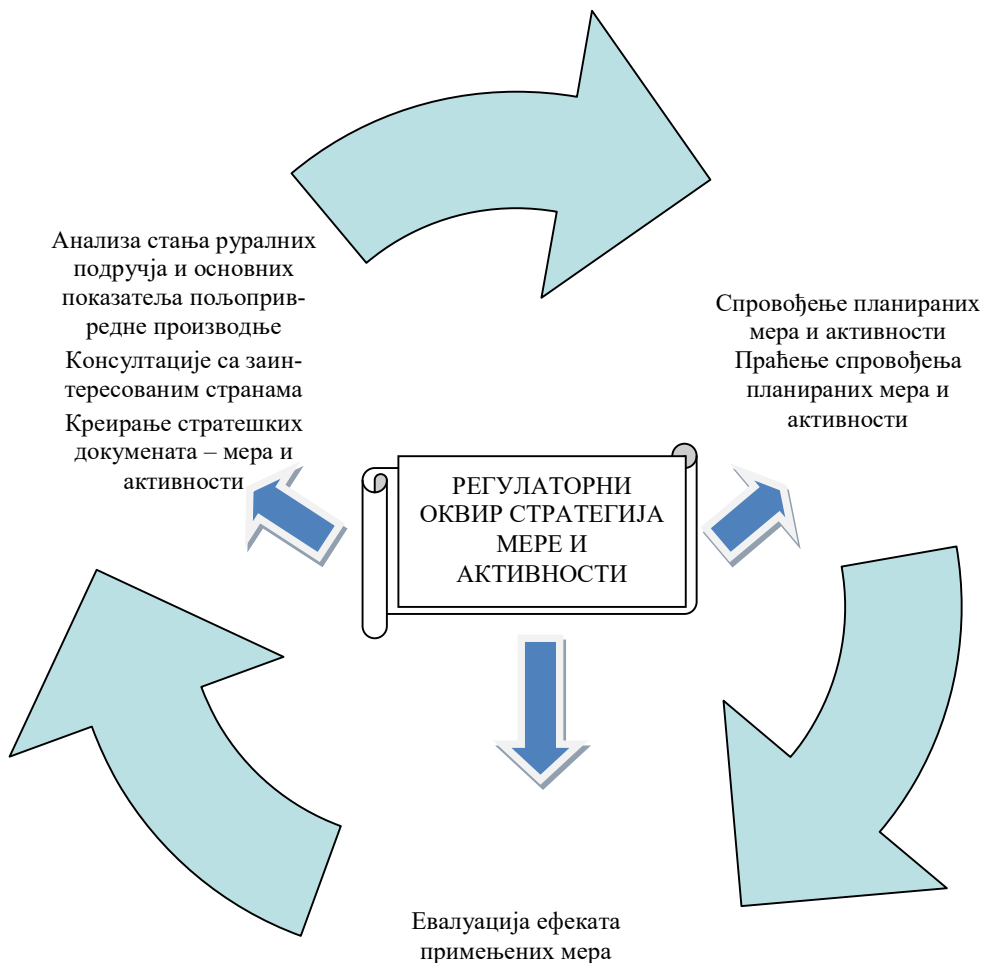 Анализа стања руралних
подручја и основних
показатеља пољоприв-
редне производње
Консултације са заин-
тересованим странама
Креирање стратешких
докумената – мера и
активности
Спровођење планираних
мера и активности
Праћење спровођења
планираних мера и
активности
РЕГУЛАТОРНИ
ОКВИР СТРАТЕГИЈА
МЕРЕ И
АКТИВНОСТИ
Евалуација ефеката
примењених мера